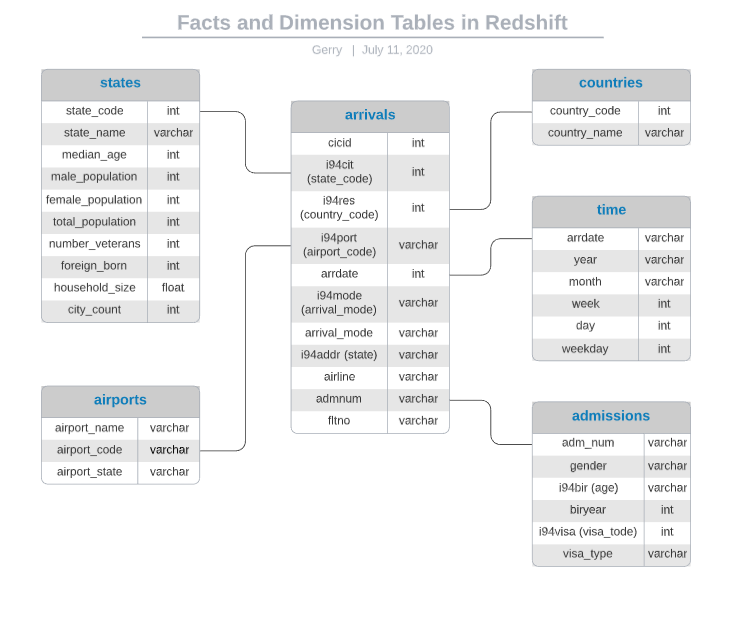 Facts and Dimension Tables in Redshift
Gerry | July 11, 2020
states
state_code int
state_name varchar
median_age int
male_population int
female_population int
total_population int
number_veterans int
foreign_born int
household_size float
city_count int
airports
airport_name varchar
airport_code varchar
airport_state varchar
arrivals
cicid int
i94cit
(state_code) int
i94res
(country_code) int
i94port
(airport_code) varchar
arrdate int
i94mode
(arrival_mode) varchar
arrival_mode varchar
i94addr (state) varchar
airline varchar
admnum varchar
fltno varchar
countries
country_code int
country_name varchar
time
arrdate varchar
year varchar
month varchar
week int
day int
weekday int
admissions
adm_num varchar
gender varchar
i94bir (age) varchar
biryear int
i94visa (visa_tode) int
visa_type varchar